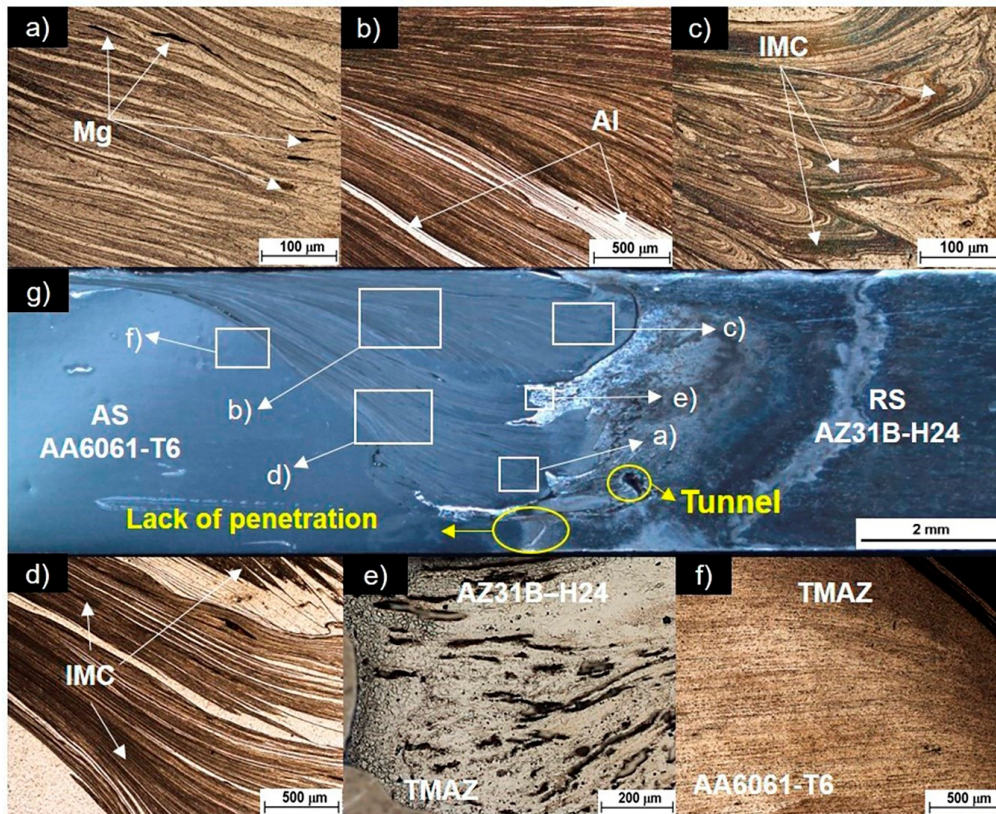 a)
Mg
100 μm
b)
Al
500 μm
c)
IMC
100 μm
g)
f)
AS
AA6061-T6
b)
d)
c)
e)
a)
RS
AZ31B-H24
Lack of penetration
Tunnel
2 mm
d)
IMC
500 μm
e)
AZ31B–H24
TMAZ
200 μm
f)
TMAZ
AA6061-T6
500 μm